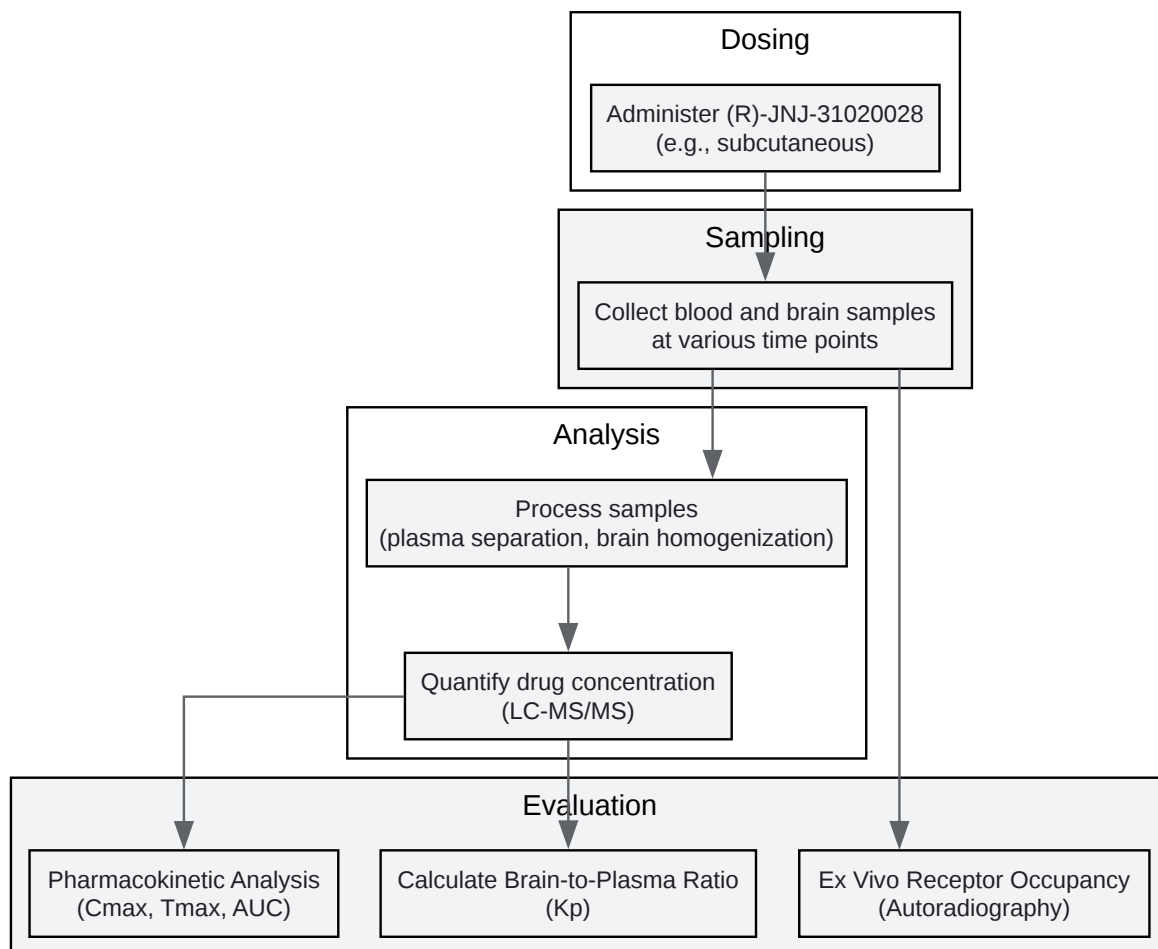 Dosing
Administer (R)-JNJ-31020028
(e.g., subcutaneous)
Sampling
Collect blood and brain samples
at various time points
Analysis
Process samples
(plasma separation, brain homogenization)
Quantify drug concentration
(LC-MS/MS)
Evaluation
Pharmacokinetic Analysis
(Cmax, Tmax, AUC)
Calculate Brain-to-Plasma Ratio
(Kp)
Ex Vivo Receptor Occupancy
(Autoradiography)